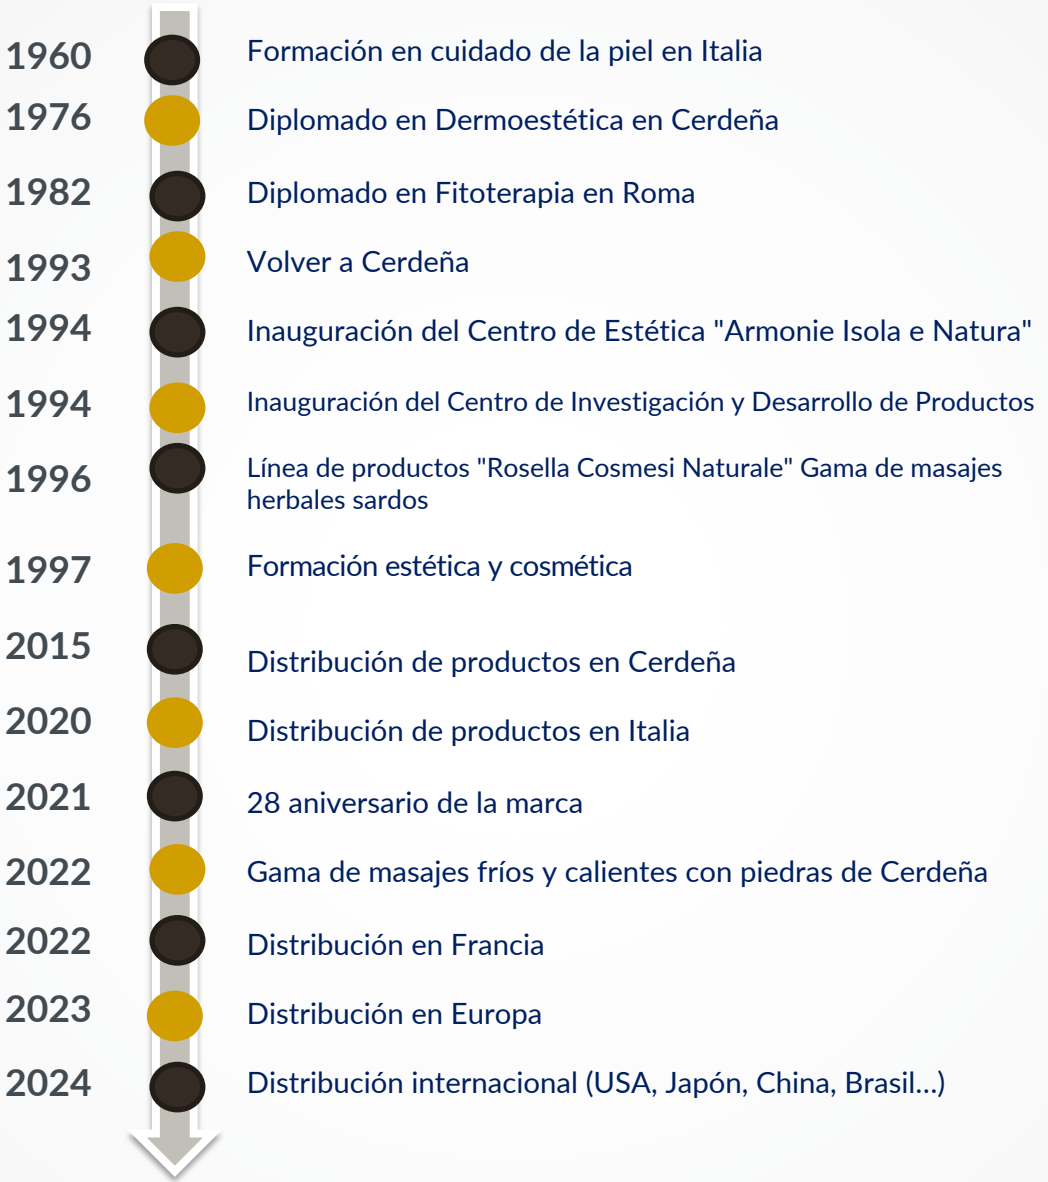 1960 Formación en cuidado de la piel en Italia
1976 Diplomado en Dermoestética en Cerdeña
1982 Diplomado en Fitoterapia en Roma
1993 Volver a Cerdeña
1994 Inauguración del Centro de Estética "Armonie Isola e Natura"
1994 Inauguración del Centro de Investigación y Desarrollo de Productos
1996 Línea de productos "Rosella Cosmesi Naturale" Gama de masajes
herbales sardos
1997 Formación estética y cosmética
2015 Distribución de productos en Cerdeña
2020 Distribución de productos en Italia
2021 28 aniversario de la marca
2022 Gama de masajes fríos y calientes con piedras de Cerdeña
2022 Distribución en Francia
2023 Distribución en Europa
2024 Distribución internacional (USA, Japón, China, Brasil...)